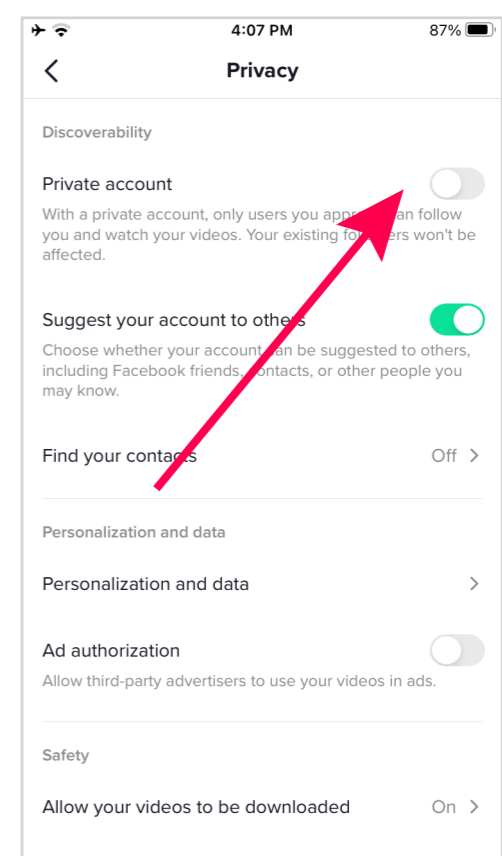 4:07 PM
87%
Privacy
Discoverability
Private account
With a private account, only users you approve can follow
you and watch your videos. Your existing followers won't be
affected.
Suggest your account to others
Choose whether your account can be suggested to others,
including Facebook friends, contacts, or other people you
may know.
Find your contacts
Off
Personalization and data
Personalization and data
Ad authorization
Allow third-party advertisers to use your videos in ads.
Safety
Allow your videos to be downloaded
On